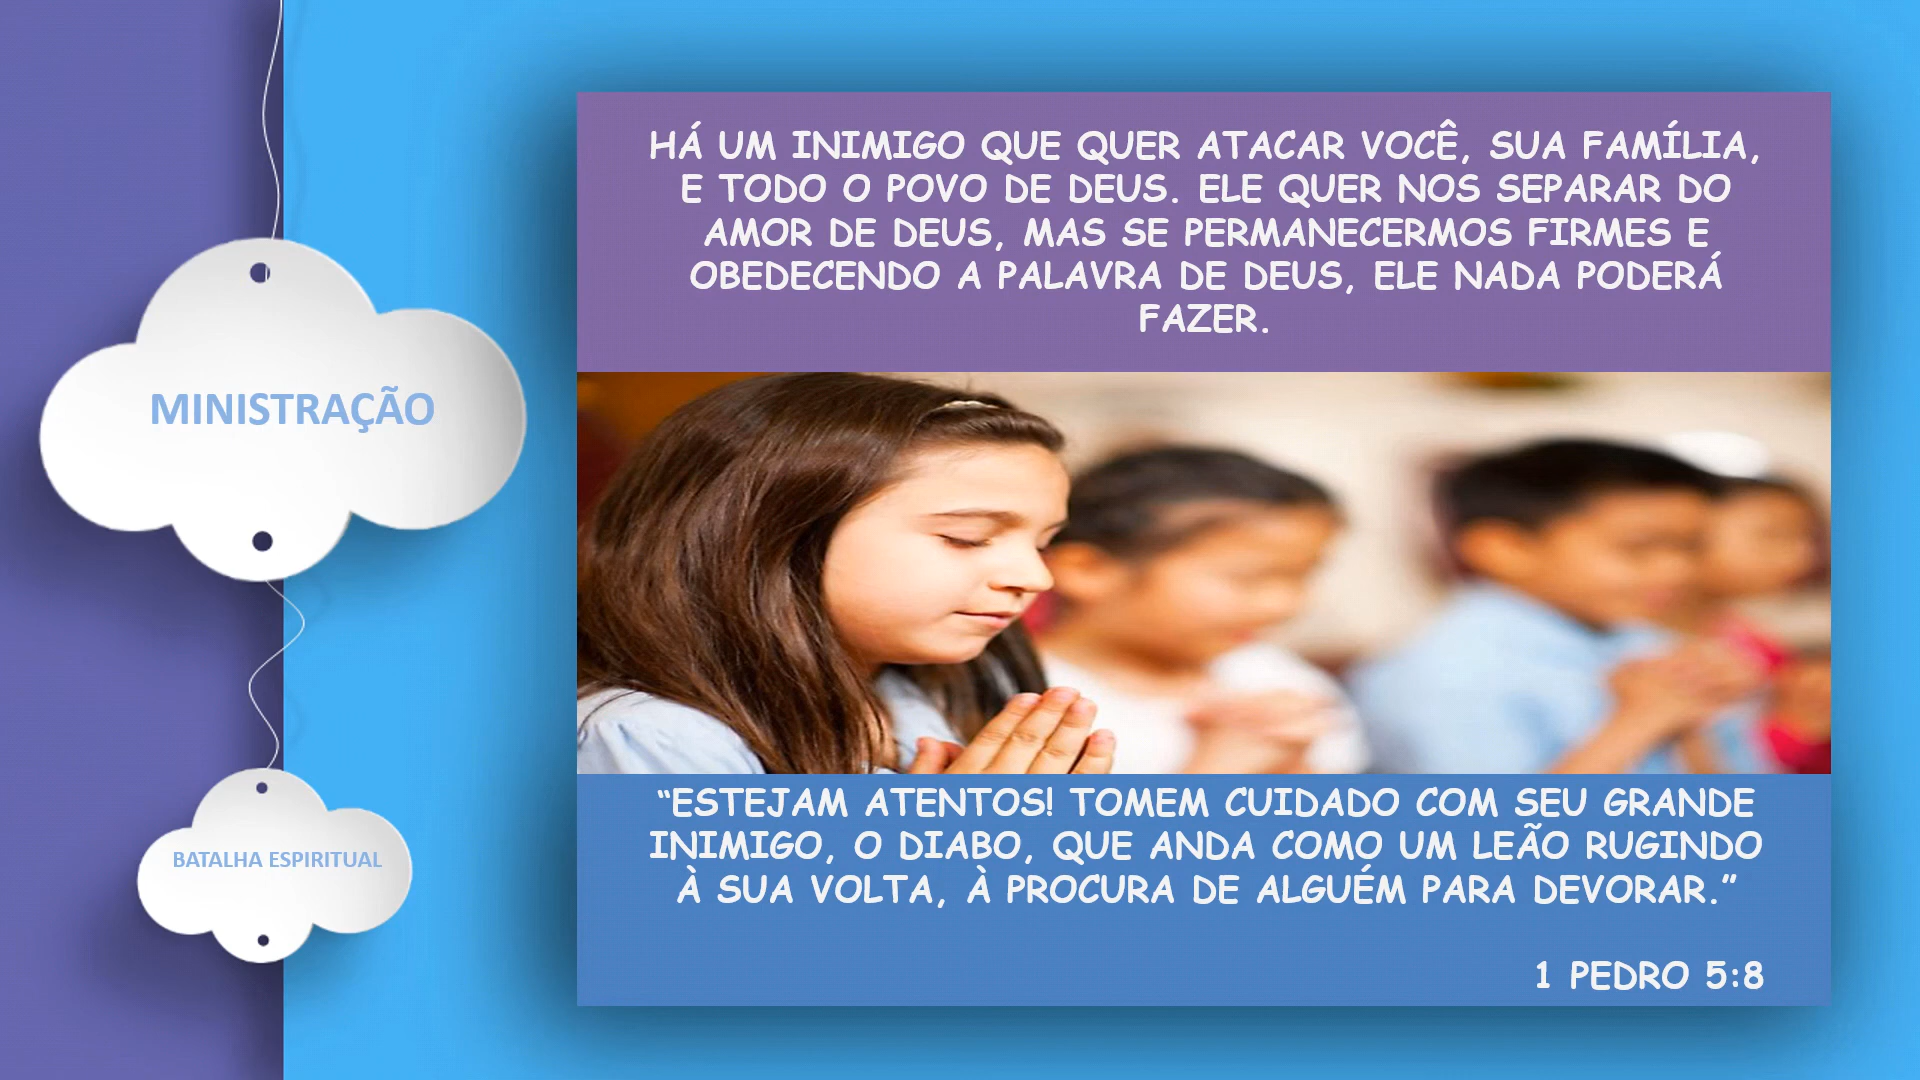 MINISTRAÇÃO
BATALHA ESPIRITUAL
HÁ UM INIMIGO QUE QUER ATACAR VOCÊ, SUA FAMÍLIA,
E TODO O POVO DE DEUS. ELE QUER NOS SEPARAR DO
AMOR DE DEUS, MAS SE PERMANECERMOS FIRMES E
OBEDECENDO A PALAVRA DE DEUS, ELE NADA PODERÁ
FAZER.
“ESTEJAM ATENTOS! TOMEM CUIDADO COM SEU GRANDE
INIMIGO, O DIABO, QUE ANDA COMO UM LEÃO RUGINDO
À SUA VOLTA, À PROCURA DE ALGUÉM PARA DEVORAR.”
1 PEDRO 5:8